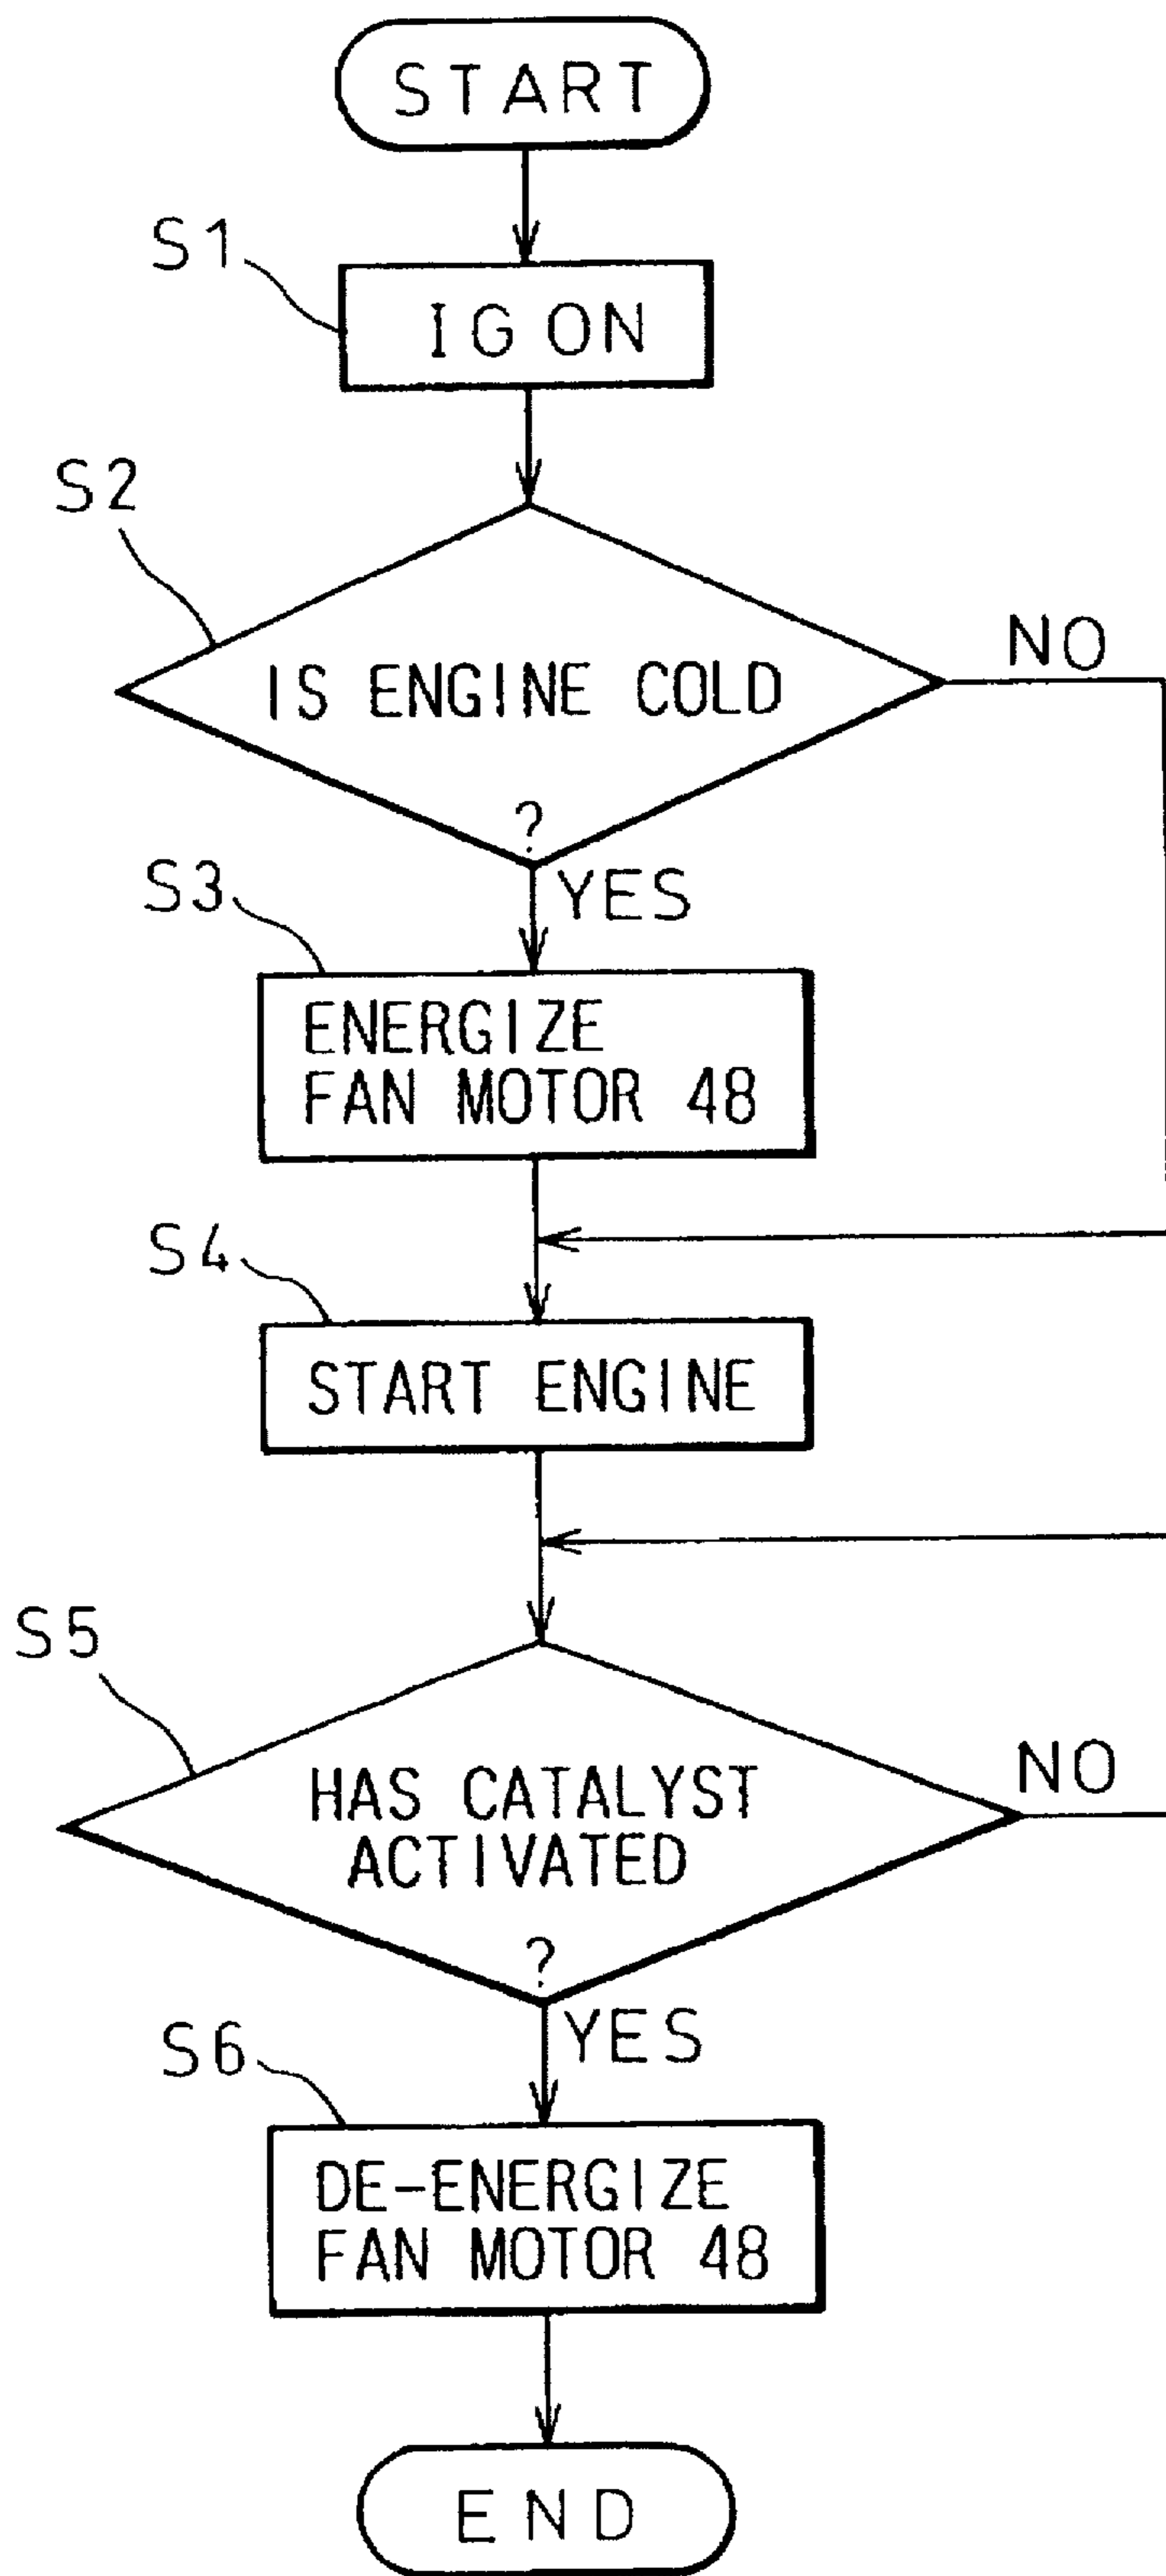 START
S1
IG ON
S2
IS ENGINE COLD
NO
?
YES
S3
ENERGIZE
FAN MOTOR 48
S4
START ENGINE
S5
HAS CATALYST
ACTIVATED
NO
?
YES
S6
DE-ENERGIZE
FAN MOTOR 48
END